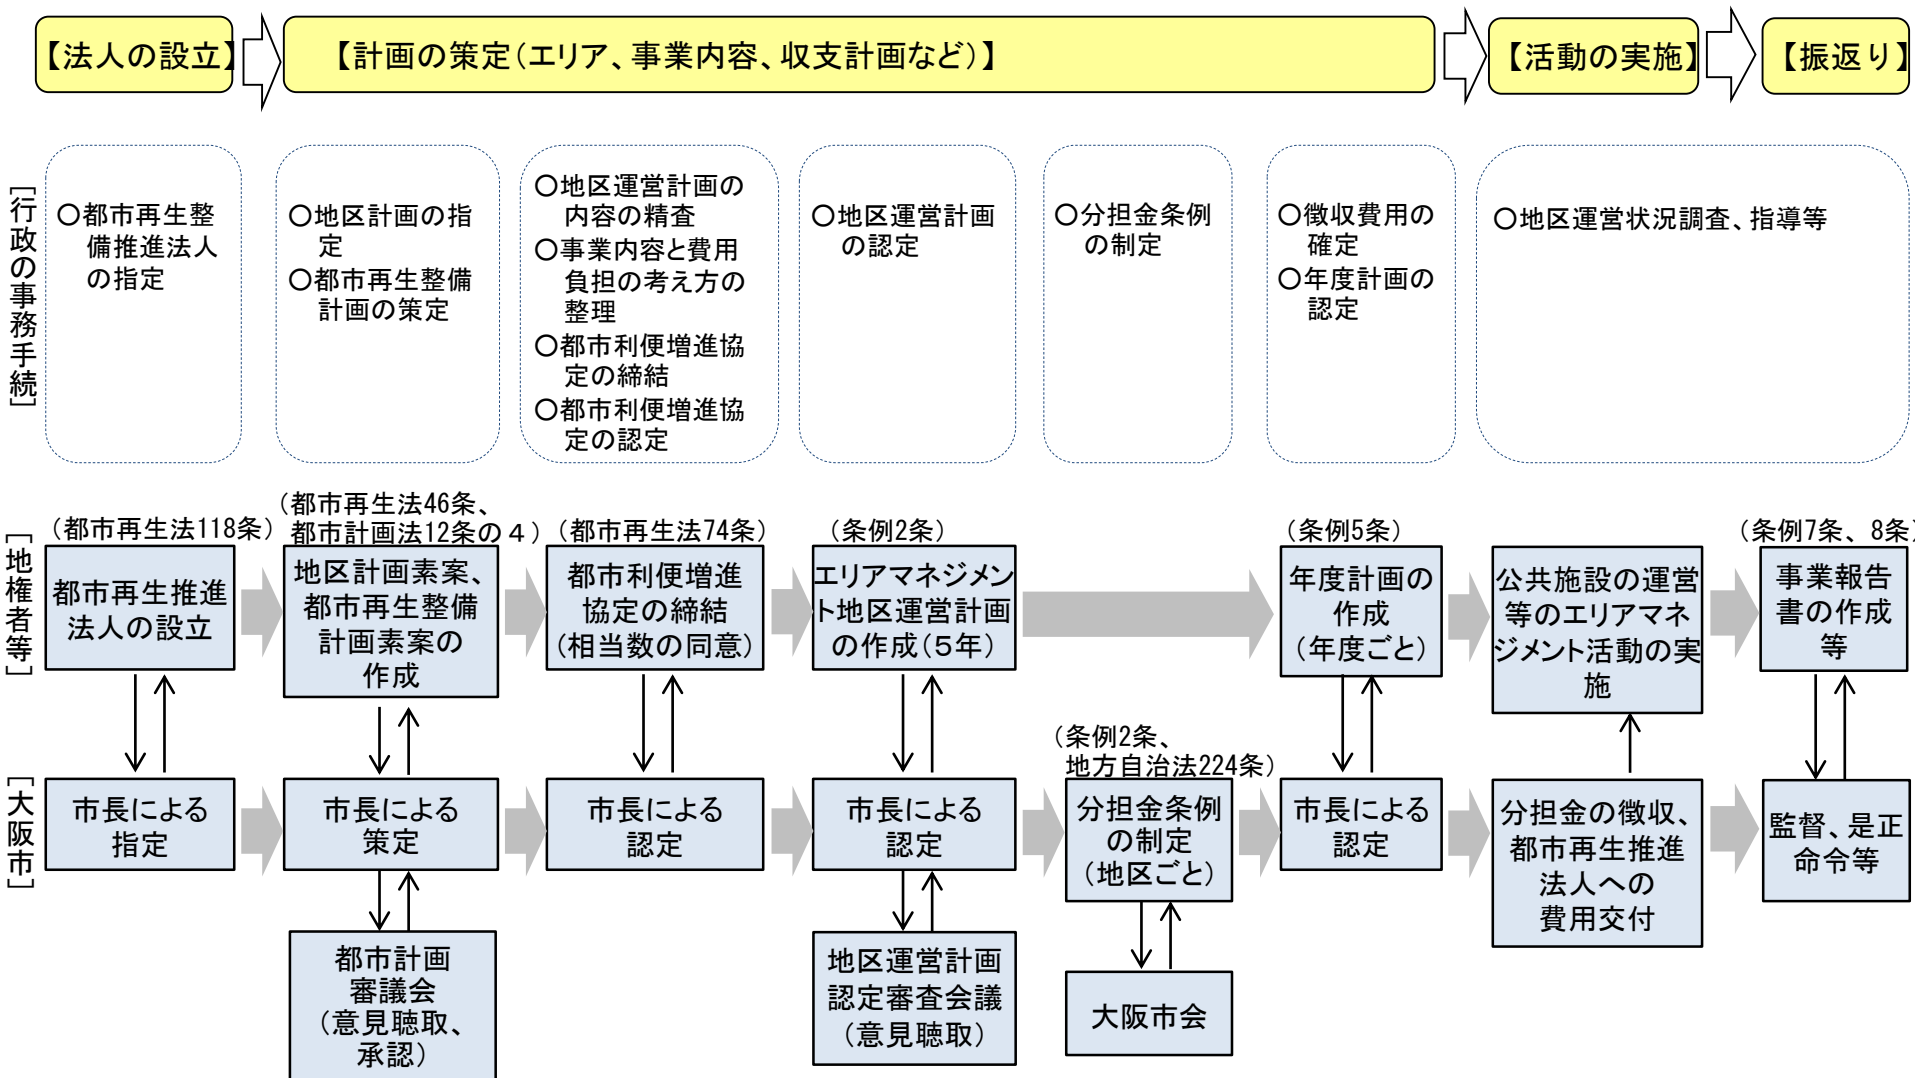 【法人の設立】
【計画の策定(エリア、事業内容、収支計画など)】
【活動の実施】
【振返り】
[行政の事務手続]
〇都市再生整
備推進法人
の指定
〇地区計画の指
定
〇都市再生整備
計画の策定
〇地区運営計画の
内容の精査
〇事業内容と費用
負担の考え方の
整理
〇都市利便増進協
定の締結
〇都市利便増進協
定の認定
〇地区運営計画
の認定
〇分担金条例
の制定
〇徴収費用の
確定
〇年度計画の
認定
〇地区運営状況調査、指導等
[地権者等]
(都市再生法118条)
都市再生推進
法人の設立
(都市再生法46条、
都市計画法12条の4)
地区計画素案、
都市再生整備
計画素案の
作成
(都市再生法74条)
都市利便増進
協定の締結
(相当数の同意)
(条例2条)
エリアマネジメン
ト地区運営計画
の作成(5年)
(条例5条)
年度計画の
作成
(年度ごと)
公共施設の運営
等のエリアマネ
ジメント活動の実
施
(条例7条、8条)
事業報告
書の作成
等
[大阪市]
市長による
指定
市長による
策定
市長による
認定
市長による
認定
(条例2条、
地方自治法224条)
分担金条例
の制定
(地区ごと)
市長による
認定
分担金の徴収、
都市再生推進
法人への
費用交付
監督、是正
命令等
都市計画
審議会
(意見聴取、
承認)
地区運営計画
認定審査会議
(意見聴取)
大阪市会